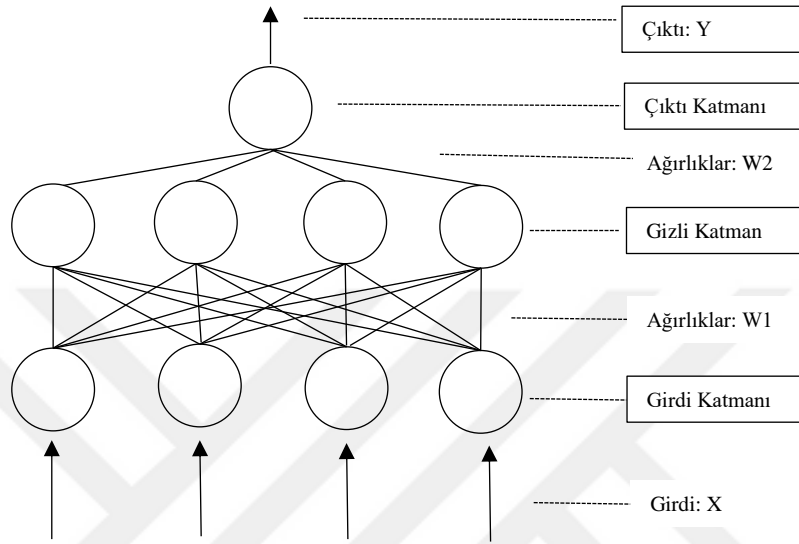 Çıktı: Y
Çıktı Katmanı
Ağırlıklar: W2
Gizli Katman
Ağırlıklar: W1
Girdi Katmanı
Girdi: X